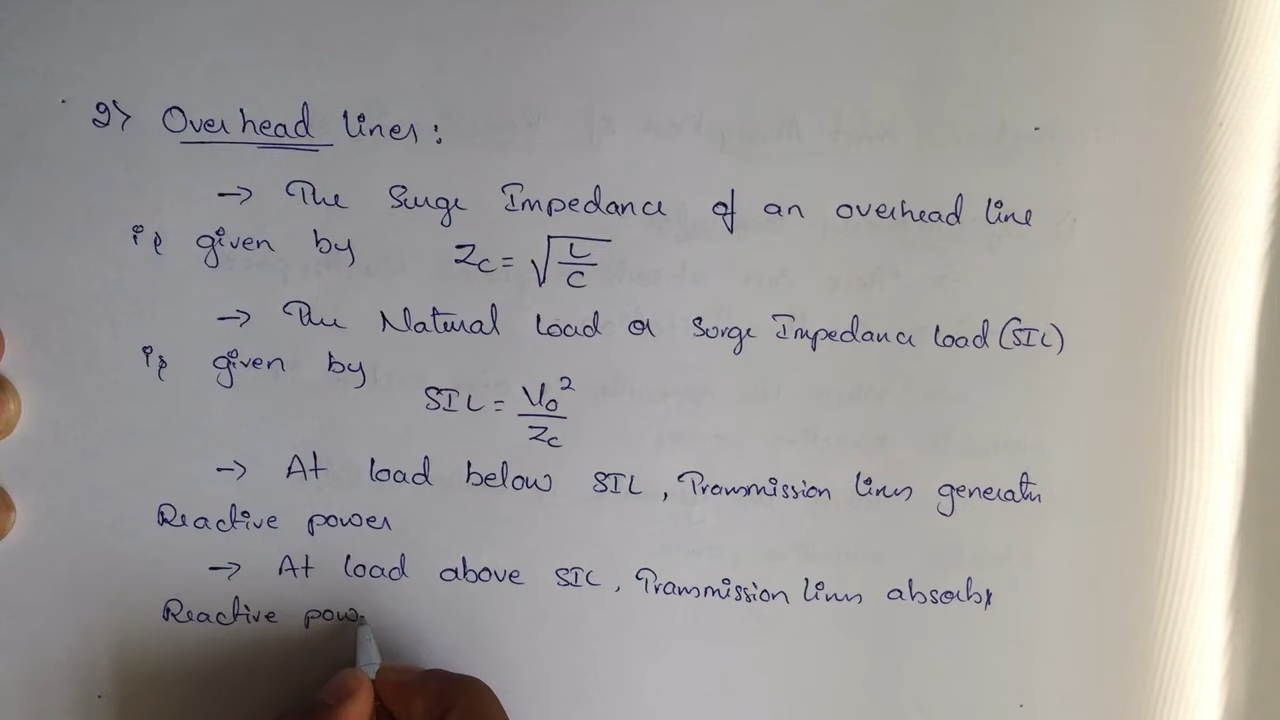 2> Overhead lines:
→ The Surge Impedance of an overhead line
is given by Zc = √(L/C)
→ The Natural Load or Surge Impedance Load (SIL)
is given by
SIL = V₀²/Zc
→ At load below SIL, Transmission lines generates
Reactive power
→ At load above SIL, Transmission lines absorbs
Reactive pow